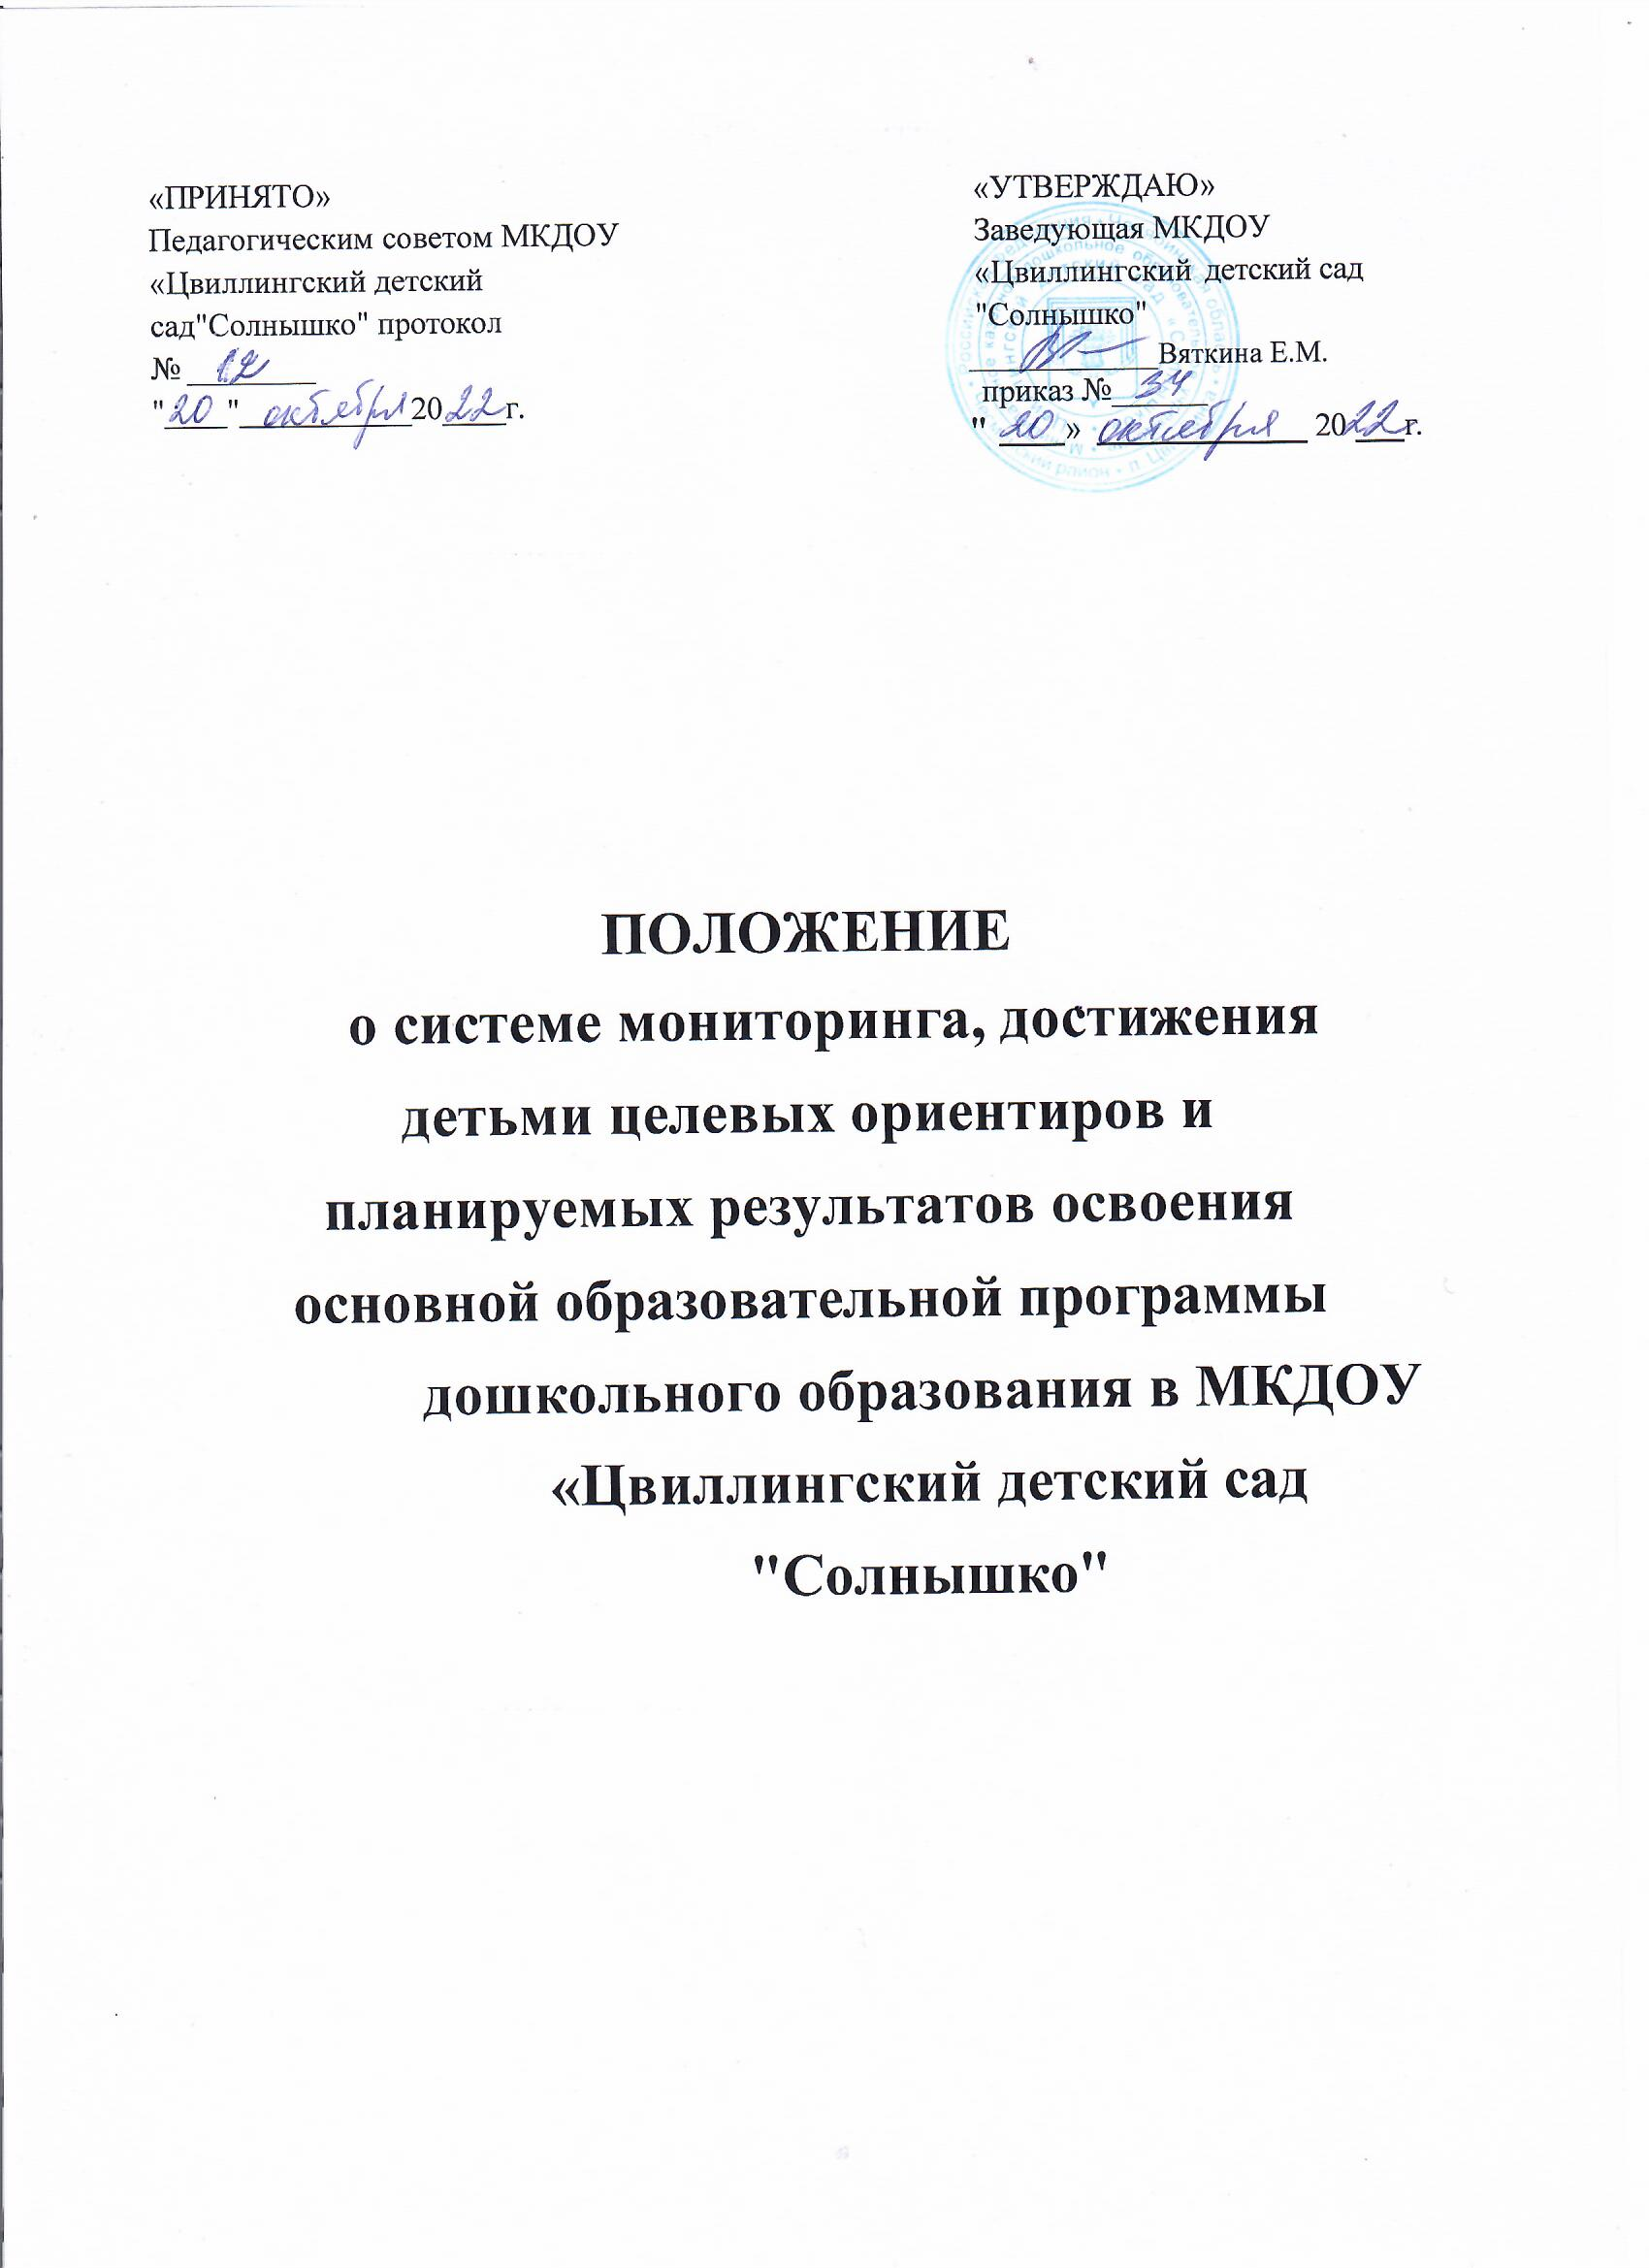 «ПРИНЯТО»
Педагогическим советом МКДОУ
«Цвиллингский детский
сад"Солнышко" протокол
№ 12
"20" октября 2022г.
«УТВЕРЖДАЮ»
Заведующая МКДОУ
«Цвиллингский детский сад
"Солнышко"
Вяткина Е.М.
приказ № 34
" 20 » октября 2022г.
ПОЛОЖЕНИЕ
о системе мониторинга, достижения
детьми целевых ориентиров и
планируемых результатов освоения
основной образовательной программы
дошкольного образования в МКДОУ
«Цвиллингский детский сад
"Солнышко"